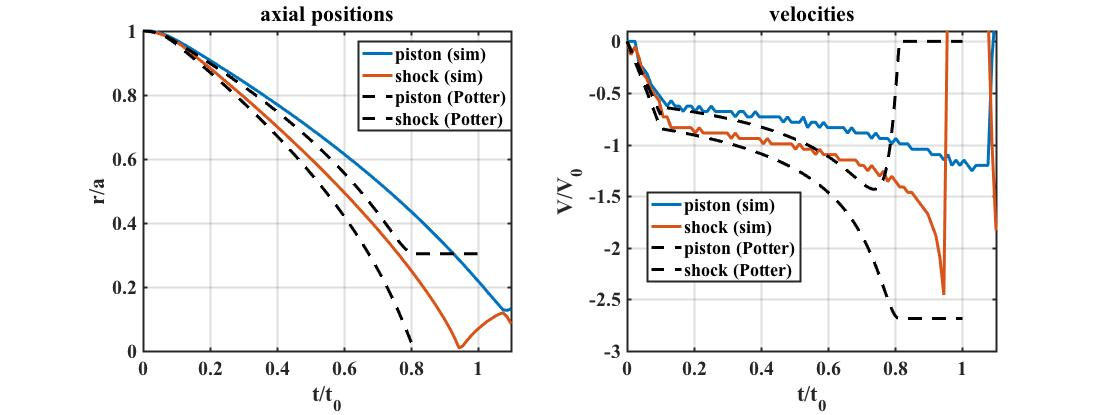 axial positions
1
0.8
0.6
0.4
0.2
0
r/a
piston (sim)
shock (sim)
piston (Potter)
shock (Potter)
0 0.2 0.4 0.6 0.8 1
t/t0
velocities
0
-0.5
-1
-1.5
-2
-2.5
-3
V/V0
piston (sim)
shock (sim)
piston (Potter)
shock (Potter)
0 0.2 0.4 0.6 0.8 1
t/t0